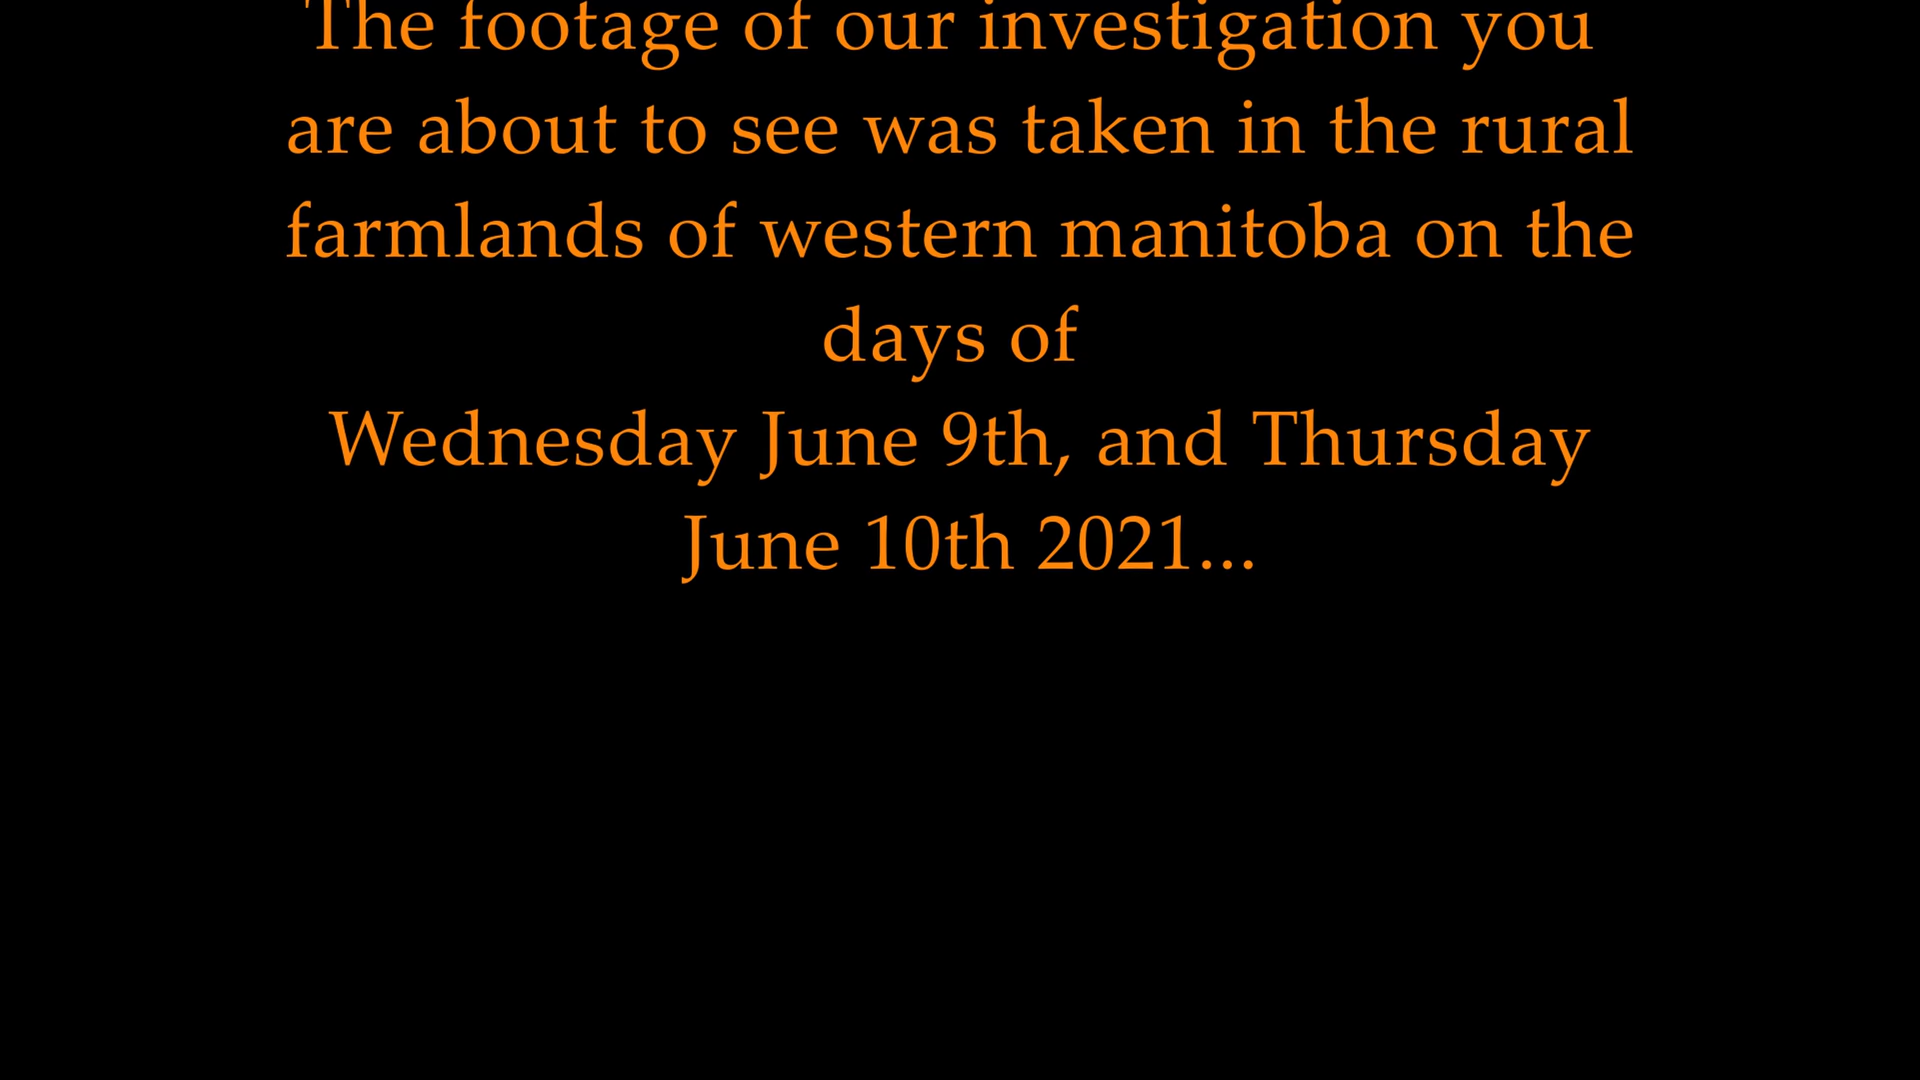 The footage of our investigation you
are about to see was taken in the rural
farmlands of western manitoba on the
days of
Wednesday June 9th, and Thursday
June 10th 2021...